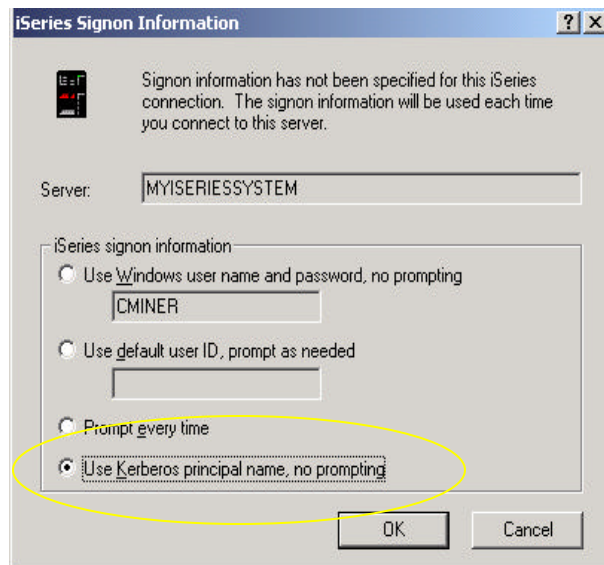 iSeries Signon Information
Signon information has not been specified for this iSeries
connection. The signon information will be used each time
you connect to this server.
Server:
MYISERIESSYSTEM
iSeries signon information
Use Windows user name and password, no prompting
CMINER
Use default user ID, prompt as needed
Prompt every time
Use Kerberos principal name, no prompting
OK
Cancel